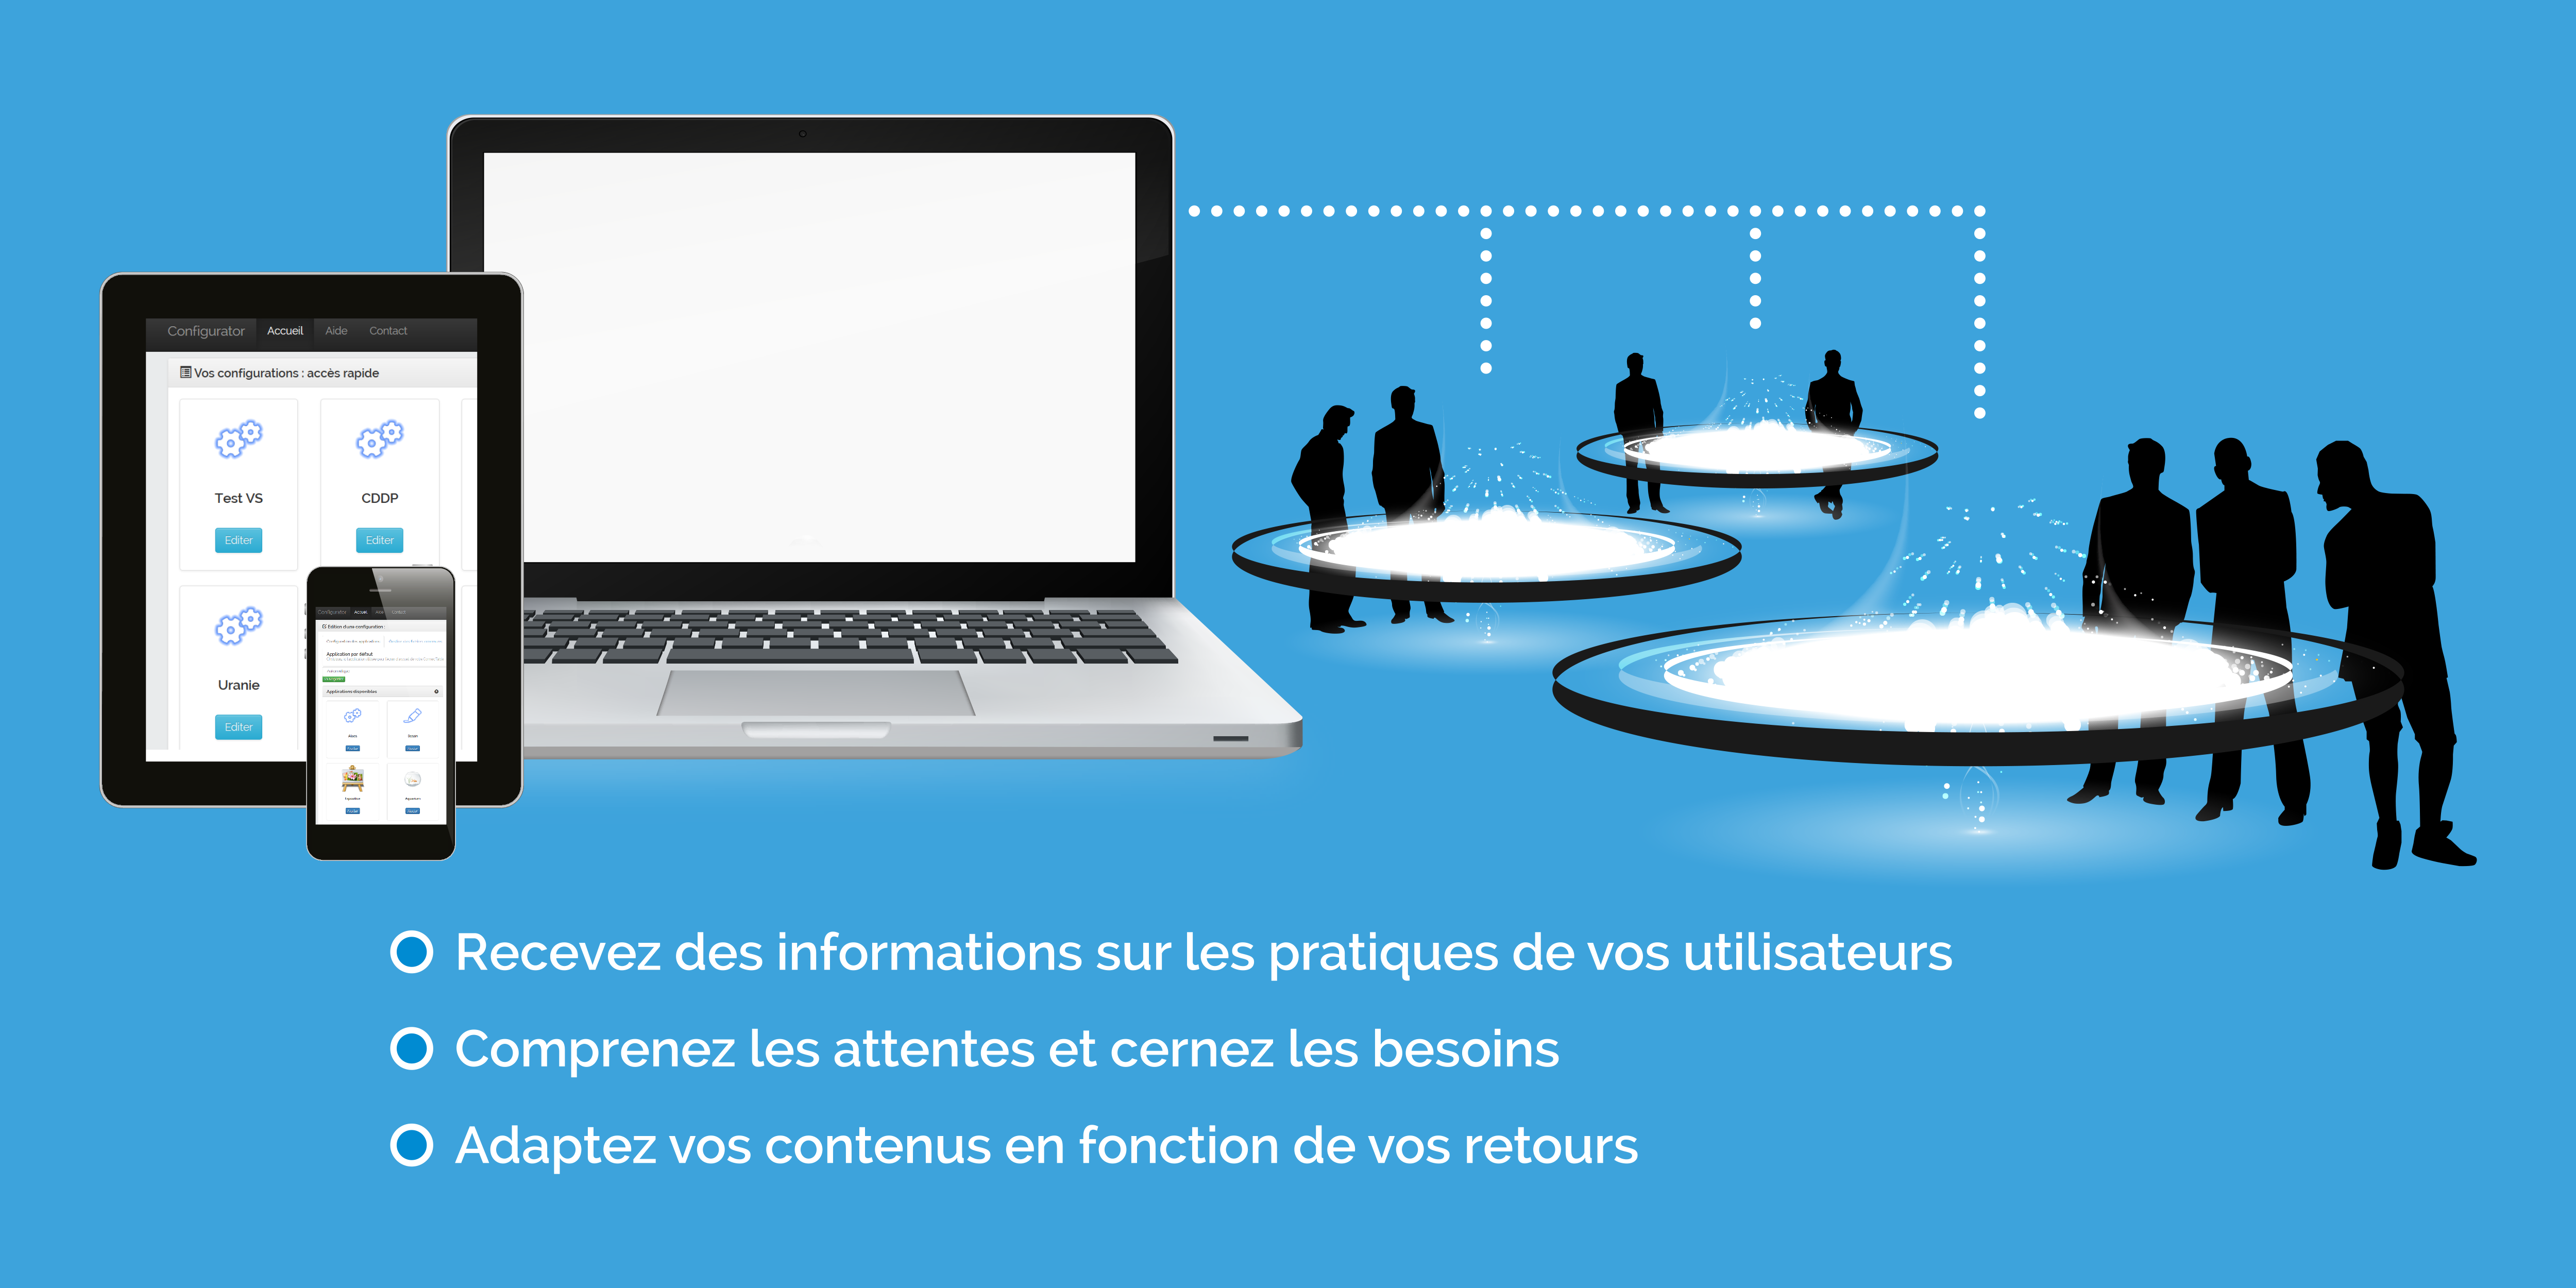 Configurator Accueil Aide Contact
Vos configurations : accès rapide
Test VS
CDDP
Editer
Editer
Uranie
Editer
Configurator Accueil Aide Contact
Edition d'une configuration :
Application par defaut
Applications disponibles
Recevez des informations sur les pratiques de vos utilisateurs
Comprenez les attentes et cernez les besoins
Adaptez vos contenus en fonction de vos retours